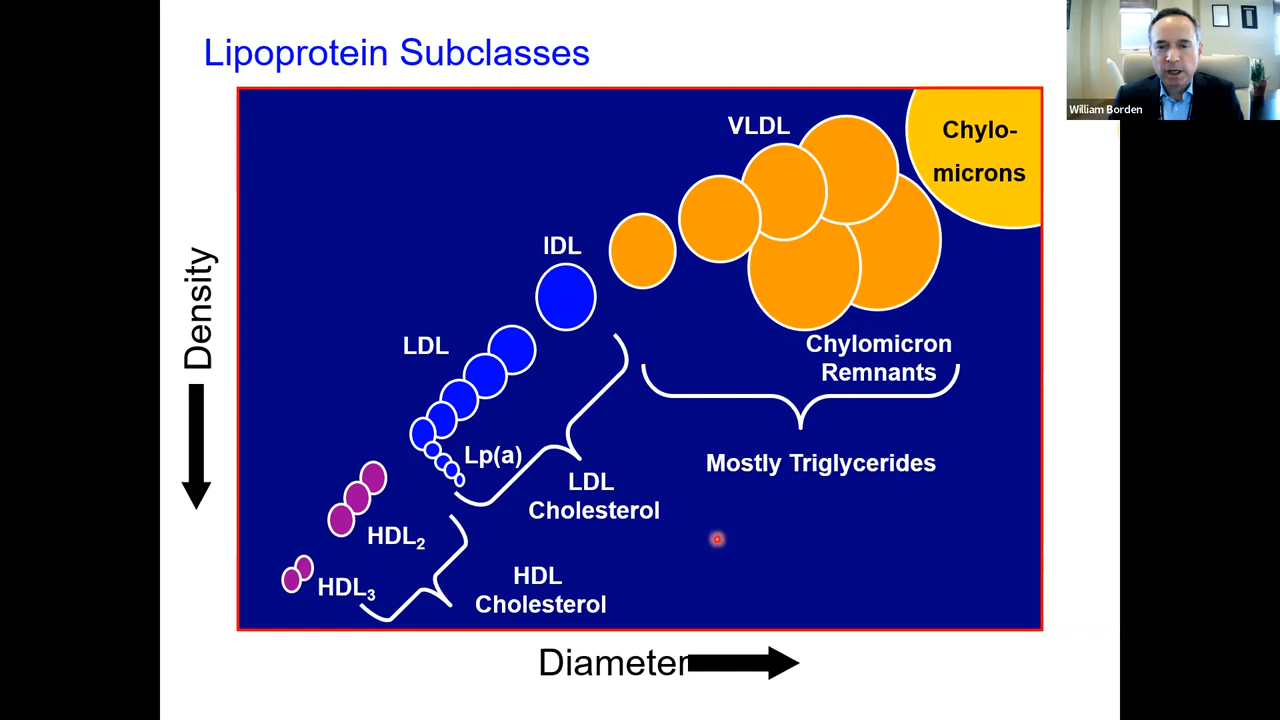 Lipoprotein Subclasses
William Borden
Chylo-
microns
VLDL
IDL
LDL
Chylomicron
Remnants
Density
Lp(a)
Mostly Triglycerides
LDL
Cholesterol
HDL₂
HDL₃
HDL
Cholesterol
Diameter